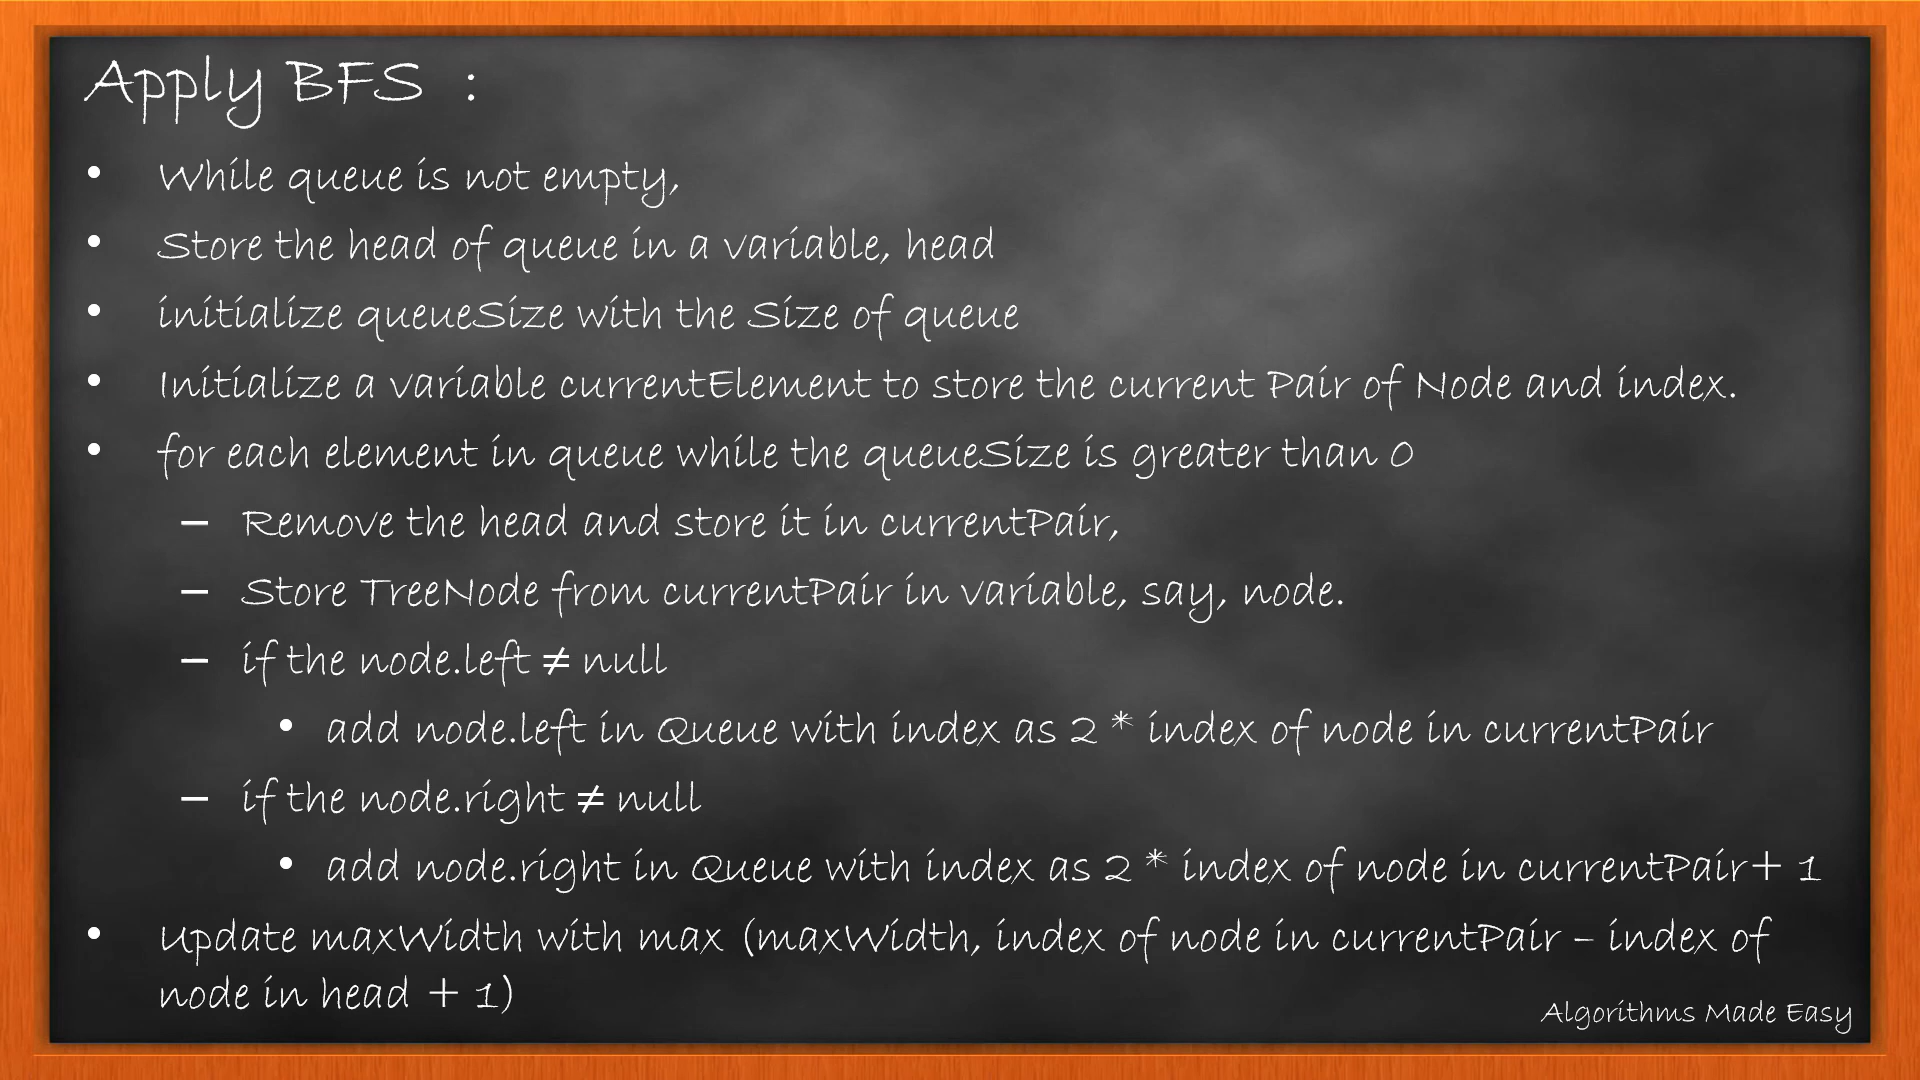 Apply BFS :
• While queue is not empty,
• Store the head of queue in a variable, head
• initialize queueSize with the Size of queue
• Initialize a variable currentElement to store the current Pair of Node and index.
• for each element in queue while the queueSize is greater than 0
– Remove the head and store it in currentPair,
– Store TreeNode from currentPair in variable, say, node.
– if the node.left ≠ null
• add node.left in Queue with index as 2 * index of node in currentPair
– if the node.right ≠ null
• add node.right in Queue with index as 2 * index of node in currentPair+ 1
• Update maxWidth with max (maxWidth, index of node in currentPair – index of
node in head + 1)
Algorithms Made Easy